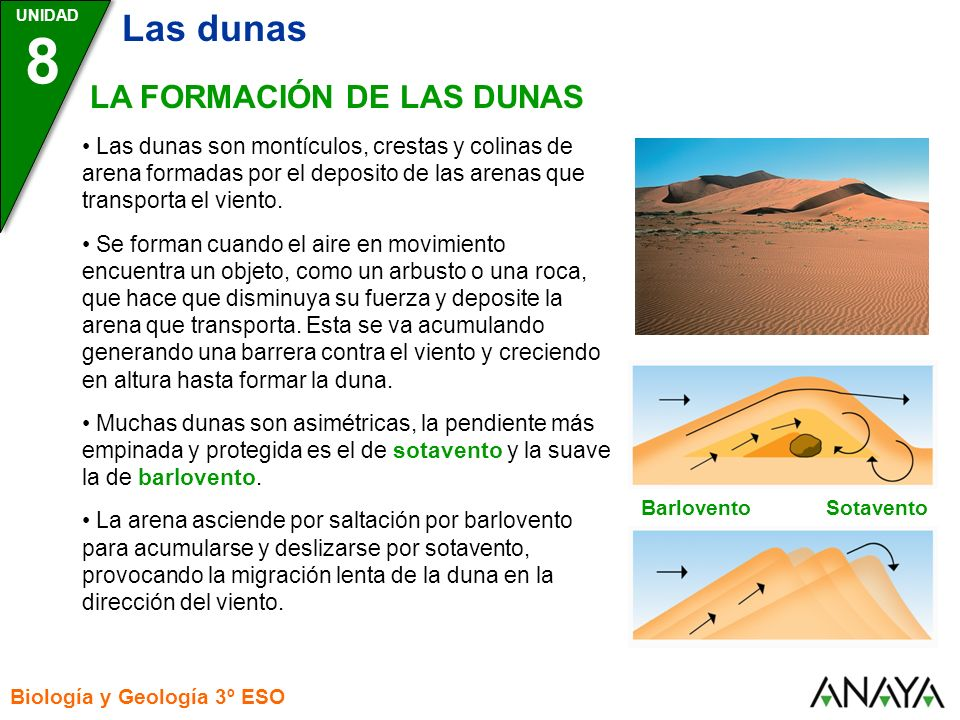 UNIDAD
8
Las dunas
LA FORMACIÓN DE LAS DUNAS
• Las dunas son montículos, crestas y colinas de
arena formadas por el deposito de las arenas que
transporta el viento.
• Se forman cuando el aire en movimiento
encuentra un objeto, como un arbusto o una roca,
que hace que disminuya su fuerza y deposite la
arena que transporta. Esta se va acumulando
generando una barrera contra el viento y creciendo
en altura hasta formar la duna.
• Muchas dunas son asimétricas, la pendiente más
empinada y protegida es el de sotavento y la suave
la de barlovento.
• La arena asciende por saltación por barlovento
para acumularse y deslizarse por sotavento,
provocando la migración lenta de la duna en la
dirección del viento.
Barlovento Sotavento
Biología y Geología 3º ESO
ANAYA